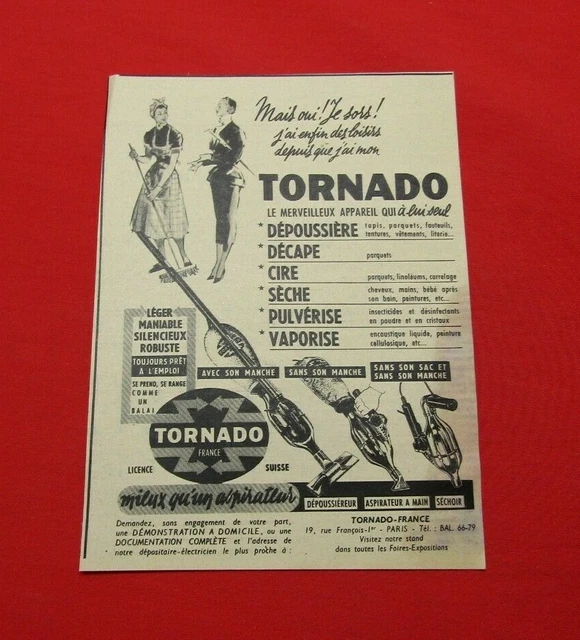 Mais oui! Je sors!
j'ai enfin des loisirs
depuis que j'ai mon
TORNADO
LE MERVEILLEUX APPAREIL QUI à lui seul
* DÉPOUSSIÈRE tapis, parquets, fauteuils, tentures, vêtements, literie...
* DÉCAPE parquets
* CIRE parquets, linoléums, carrelage
* SÈCHE cheveux, mains, bébé après son bain, peintures, etc...
* PULVÉRISE insecticides et désinfectants en poudre et en cristaux
* VAPORISE encaustique liquide, peinture cellulosique, etc...
LÉGER
MANIABLE
SILENCIEUX
ROBUSTE
TOUJOURS PRÊT
A L'EMPLOI
SE PREND, SE RANGE
COMME
UN
BALAI
AVEC SON MANCHE
SANS SON MANCHE
SANS SON SAC ET
SANS SON MANCHE
TORNADO
FRANCE
LICENCE SUISSE
mieux qu'un aspirateur
DÉPOUSSIÉREUR ASPIRATEUR A MAIN SÉCHOIR
Demandez, sans engagement de votre part,
une DÉMONSTRATION A DOMICILE, ou une
DOCUMENTATION COMPLÈTE et l'adresse de
notre dépositaire-électricien le plus proche à :
TORNADO-FRANCE
19, rue François-Ier - PARIS - Tél. : BAL. 66-79
Visitez notre stand
dans toutes les Foires-Expositions